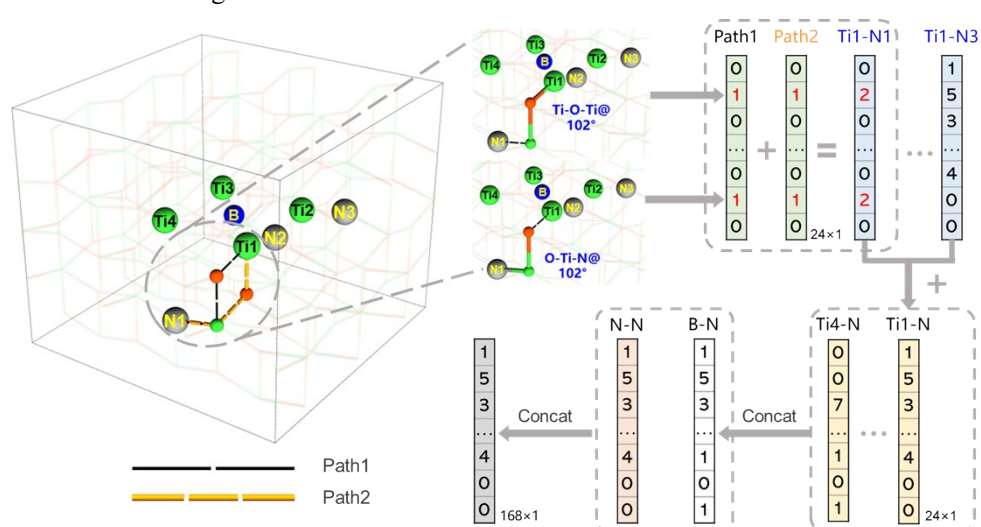 Path1 Path2 Ti1-N1 Ti1-N3
Ti3
Ti4
B
Ti2
N3
Ti1
N2
Ti-O-Ti@
102°
N1
Ti3
Ti4
B
Ti2
N3
Ti1
N2
O-Ti-N@
102°
N1
0 0 0 1
1 1 2 5
0 + 0 = 0 3
... ... ... ... ...
0 0 0 4
1 1 2 0
0 0 24×1 0 0
+
Ti3
Ti4
B
Ti2
N3
N2
Ti1
N1
N-N B-N Ti4-N Ti1-N
1 1 1 0 1
5 5 5 0 5
3 3 3 7 3
... Concat ... ... Concat ... ... ...
4 4 1 1 4
0 0 0 0 0
0 168×1 0 1 1 0 24×1
Path1
Path2